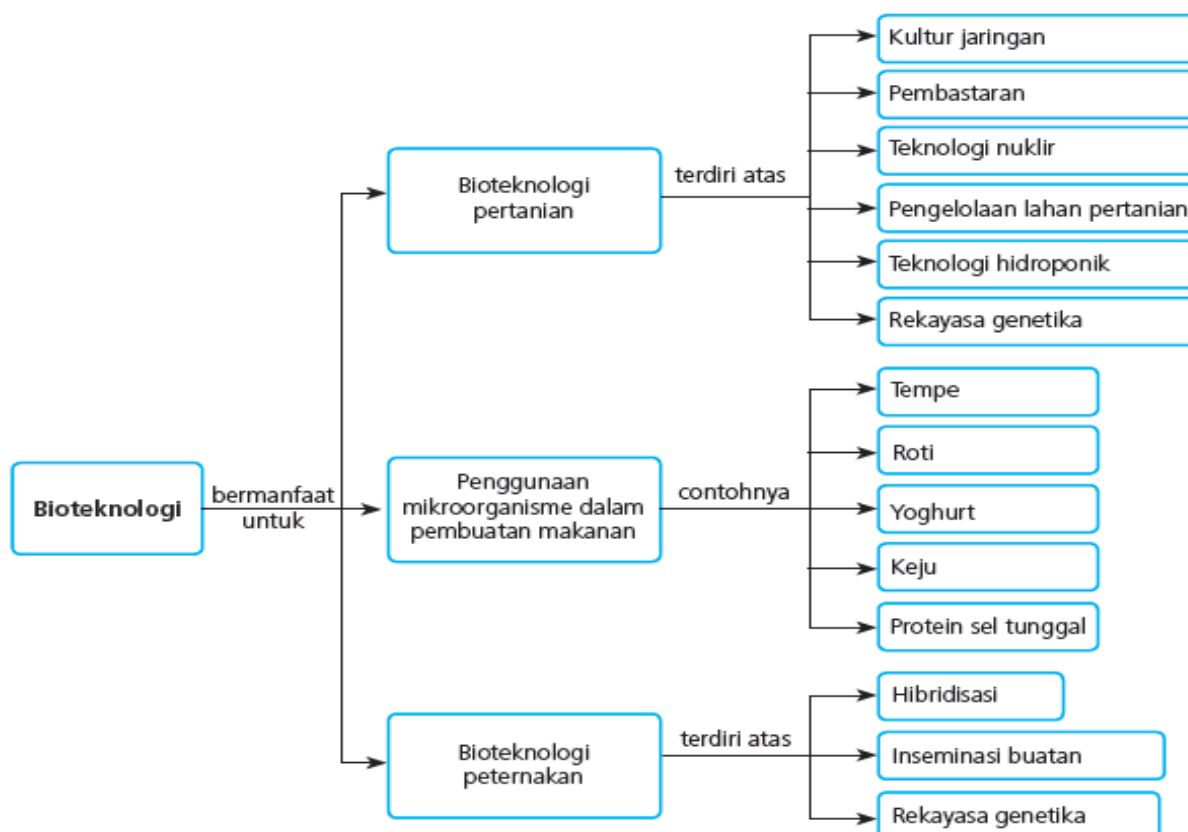 Kultur jaringan
Pembastaran
Teknologi nuklir
Pengelolaan lahan pertanian
Teknologi hidroponik
Rekayasa genetika
Bioteknologi
pertanian
terdiri atas
Tempe
Roti
Yoghurt
Keju
Protein sel tunggal
Bioteknologi
bermanfaat
untuk
Penggunaan
mikroorganisme dalam
pembuatan makanan
contohnya
Hibridisasi
Inseminasi buatan
Rekayasa genetika
Bioteknologi
peternakan
terdiri atas